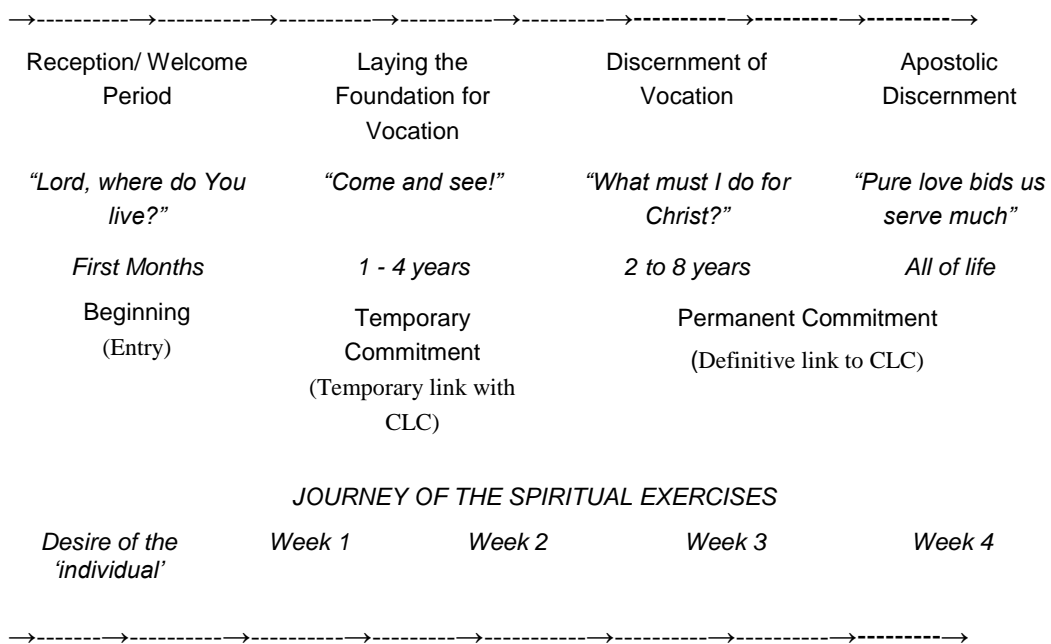 →--------→----------→---------→----------→---------→----------→---------→---------→
Reception/ Welcome Period
Laying the Foundation for Vocation
Discernment of Vocation
Apostolic Discernment
“Lord, where do You live?”
“Come and see!”
“What must I do for Christ?”
“Pure love bids us serve much”
First Months
1 - 4 years
2 to 8 years
All of life
Beginning
(Entry)
Temporary Commitment
(Temporary link with CLC)
Permanent Commitment
(Definitive link to CLC)
JOURNEY OF THE SPIRITUAL EXERCISES
Desire of the ‘individual’
Week 1
Week 2
Week 3
Week 4
→--------→---------→----------→---------→----------→---------→---------→---------→